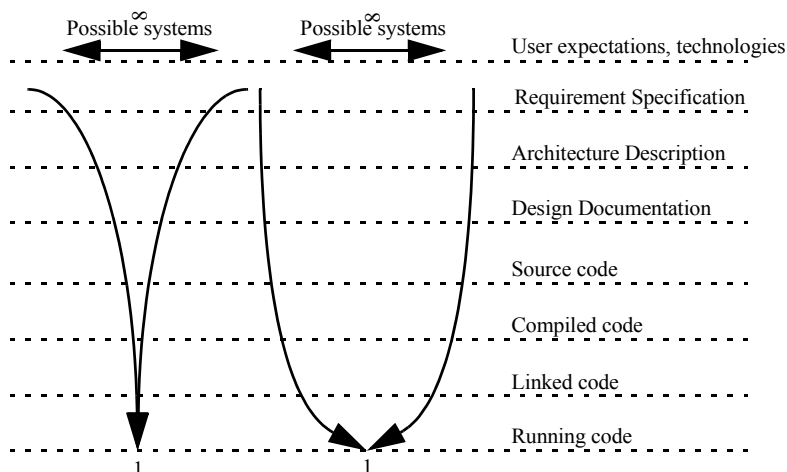 ∞ ∞
Possible systems Possible systems
User expectations, technologies
Requirement Specification
Architecture Description
Design Documentation
Source code
Compiled code
Linked code
Running code
1 1